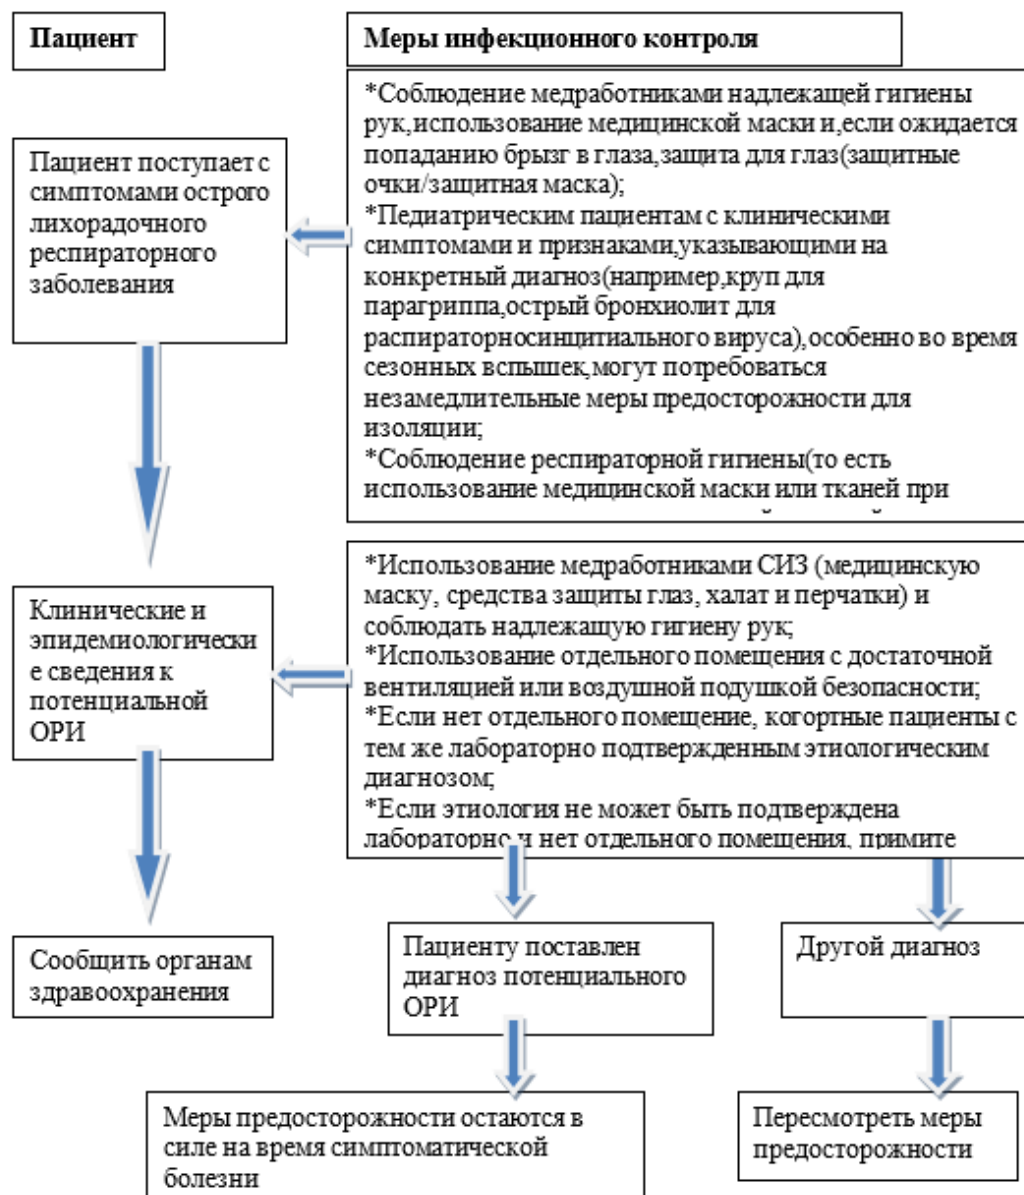 Пациент
Меры инфекционного контроля
Пациент поступает с
симптомами острого
лихорадочного
респираторного
заболевания
*Соблюдение медработниками надлежащей гигиены
рук,использование медицинской маски и,если ожидается
попаданию брызг в глаза,защита для глаз(защитные
очки/защитная маска);
*Педиатрическим пациентам с клиническими
симптомами и признаками,указывающими на
конкретный диагноз(например,круп для
парагриппа,острый бронхиолит для
распираторносинцитиального вируса),особенно во время
сезонных вспышек,могут потребоваться
незамедлительные меры предосторожности для
изоляции;
*Соблюдение респираторной гигиены(то есть
использование медицинской маски или тканей при
Клинические и
эпидемиологически
е сведения к
потенциальной
ОРИ
*Использование медработниками СИЗ (медицинскую
маску, средства защиты глаз, халат и перчатки) и
соблюдать надлежащую гигиену рук;
*Использование отдельного помещения с достаточной
вентиляцией или воздушной подушкой безопасности;
*Если нет отдельного помещение, когортные пациенты с
тем же лабораторно подтвержденным этиологическим
диагнозом;
*Если этиология не может быть подтверждена
лабораторно и нет отдельного помещения, примите
Сообщить органам
здравоохранения
Пациенту поставлен
диагноз потенциального
ОРИ
Другой диагноз
Меры предосторожности остаются в
силе на время симптоматической
болезни
Пересмотреть меры
предосторожности